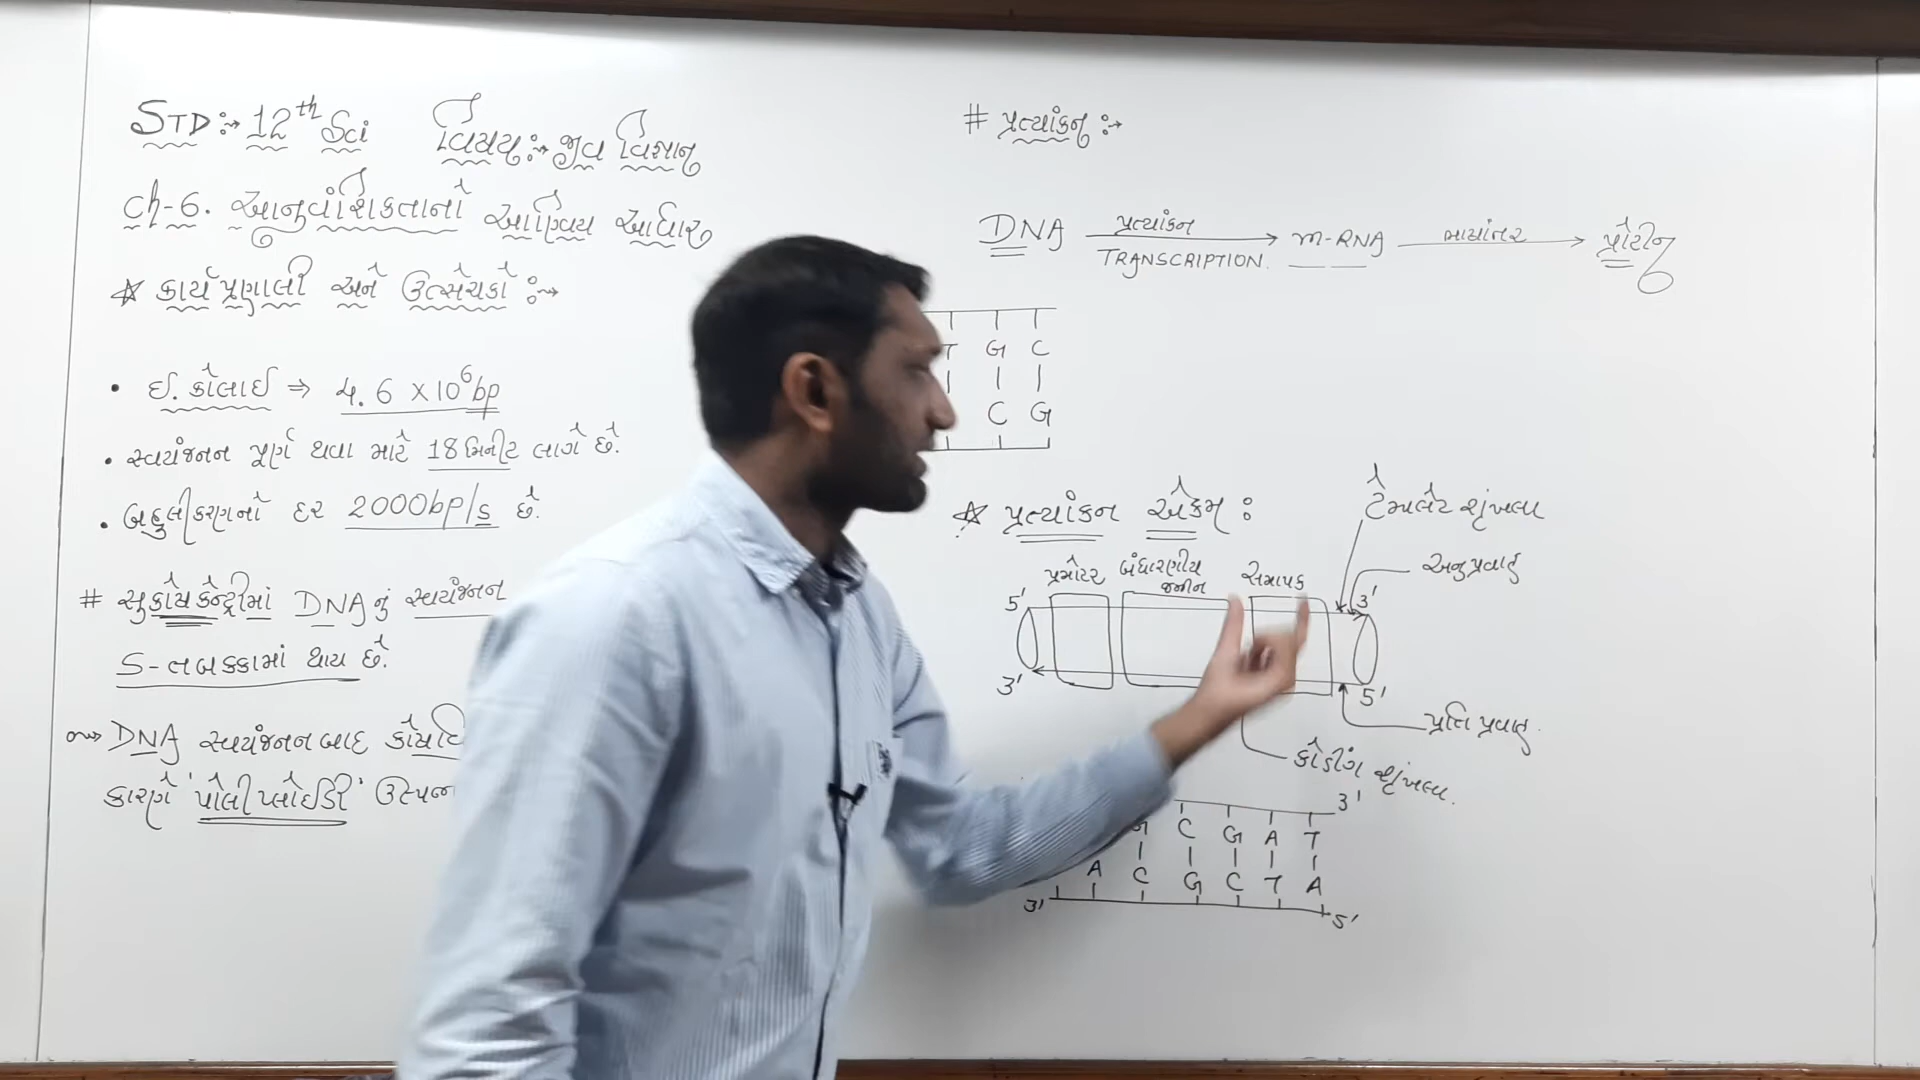 STD:→ 12th Sci વિષય:→ જીવ વિજ્ઞાન
ch-6. આનુવંશિકતાનો આણ્વિય આધાર
☆ કાર્ય પ્રણાલી અને ઉત્સેચકો :→
• ઈ. કોલાઈ ⇒ 4.6 X 10⁶ bp
• સ્વયંજનન પૂર્ણ થવા માટે 18 મિનીટ લાગે છે.
• બહુલીકરણનો દર 2000bp/s છે.
# સુકોષકેન્દ્રીમાં DNA નું સ્વયંજનન
S-તબક્કામાં થાય છે.
DNA સ્વયંજનન બાદ
કારણે 'પોલીપ્લોઈડી' ઉત્પન્ન
# પ્રત્યાંકન :→
DNA પ્રત્યાંકન → m-RNA ભાષાંતર → પ્રોટીન
TRANSCRIPTION.
T G C
C G
☆ પ્રત્યાંકન એકમ :
ટેમ્પલેટ શૃંખલા
અનુપ્રવાહ
પ્રમોટર બંધારણીય જનીન સમાપક
5' 3'
3' 5'
પ્રતિ પ્રવાહ
કોડીંગ શૃંખલા.
3'
G C G A T
A C G C T A
3' 5'